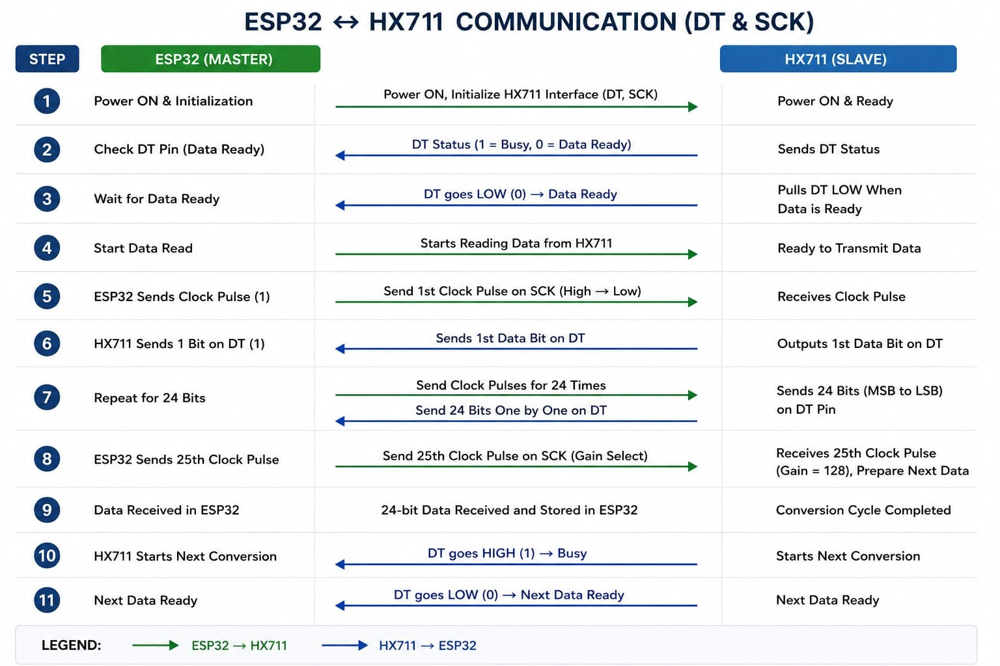 ESP32 ↔ HX711 COMMUNICATION (DT & SCK)
STEP
ESP32 (MASTER)
HX711 (SLAVE)
1
Power ON & Initialization
Power ON, Initialize HX711 Interface (DT, SCK)
Power ON & Ready
2
Check DT Pin (Data Ready)
DT Status (1 = Busy, 0 = Data Ready)
Sends DT Status
3
Wait for Data Ready
DT goes LOW (0) → Data Ready
Pulls DT LOW When
Data is Ready
4
Start Data Read
Starts Reading Data from HX711
Ready to Transmit Data
5
ESP32 Sends Clock Pulse (1)
Send 1st Clock Pulse on SCK (High → Low)
Receives Clock Pulse
6
HX711 Sends 1 Bit on DT (1)
Sends 1st Data Bit on DT
Outputs 1st Data Bit on DT
7
Repeat for 24 Bits
Send Clock Pulses for 24 Times
Send 24 Bits One by One on DT
Sends 24 Bits (MSB to LSB)
on DT Pin
8
ESP32 Sends 25th Clock Pulse
Send 25th Clock Pulse on SCK (Gain Select)
Receives 25th Clock Pulse
(Gain = 128), Prepare Next Data
9
Data Received in ESP32
24-bit Data Received and Stored in ESP32
Conversion Cycle Completed
10
HX711 Starts Next Conversion
DT goes HIGH (1) → Busy
Starts Next Conversion
11
Next Data Ready
DT goes LOW (0) → Next Data Ready
Next Data Ready
LEGEND:
ESP32 → HX711
HX711 → ESP32